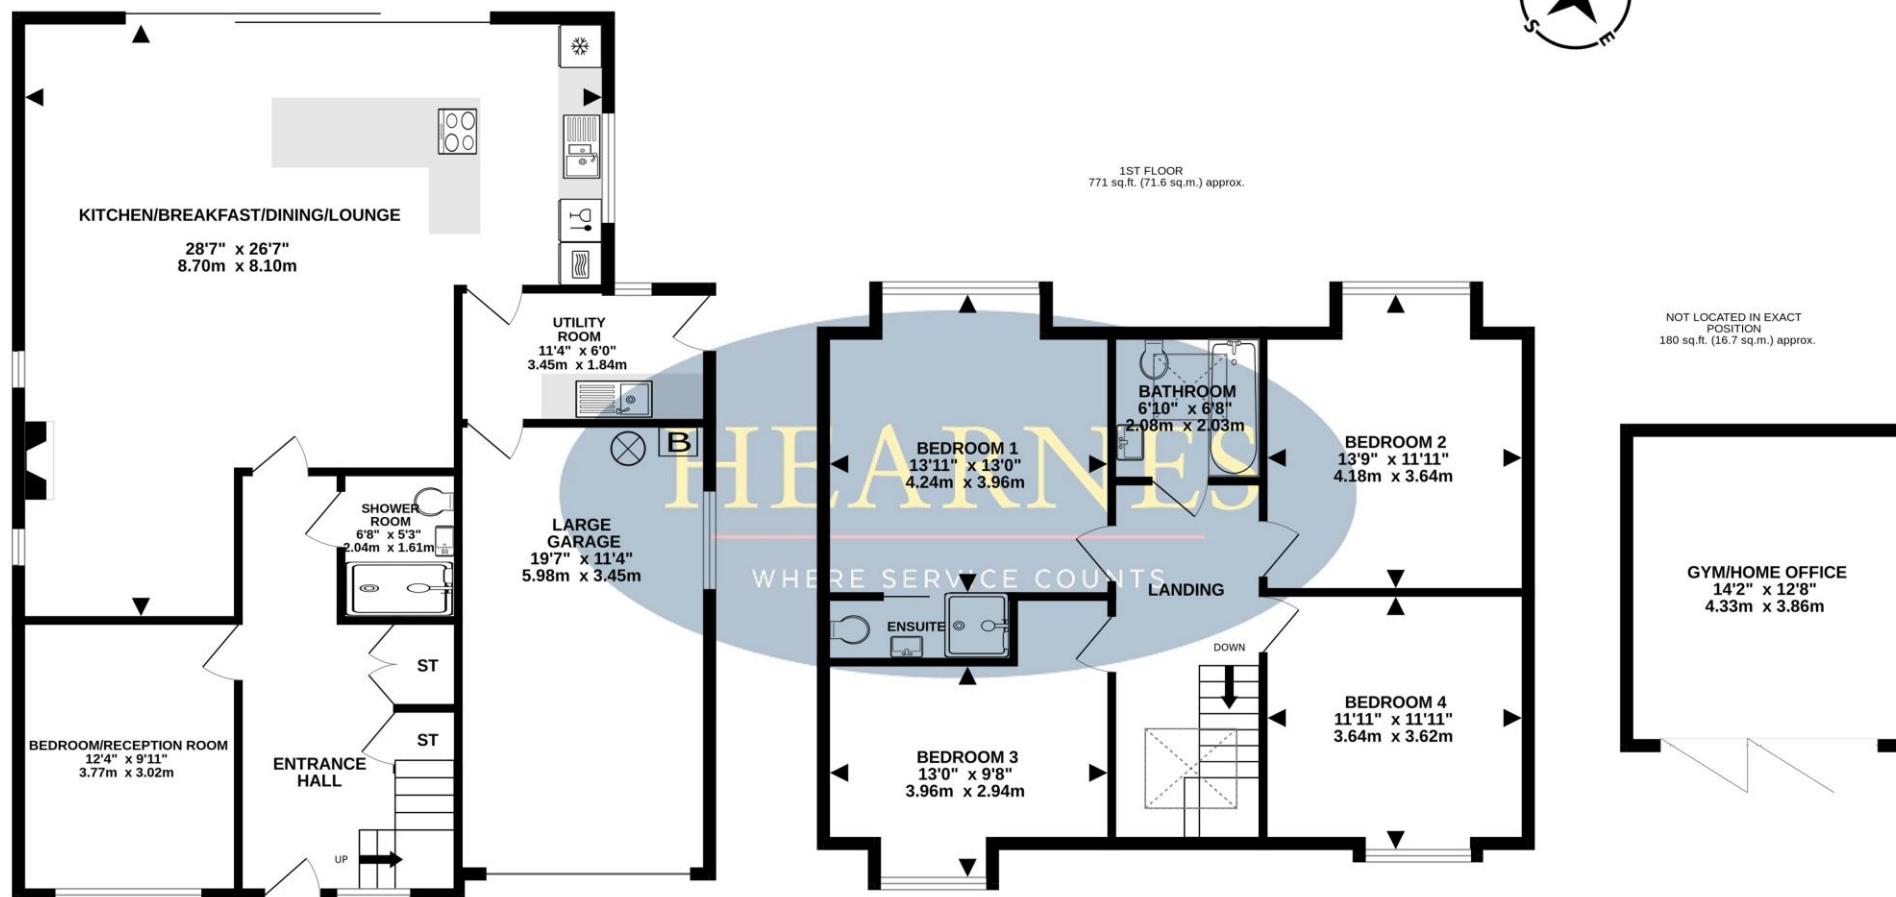 KITCHEN/BREAKFAST/DINING/LOUNGE
28'7" x 26'7"
8.70m x 8.10m
UTILITY
ROOM
11'4" x 6'0"
3.45m x 1.84m
SHOWER
ROOM
6'8" x 5'3"
2.04m x 1.61m
B
LARGE
GARAGE
19'7" x 11'4"
5.98m x 3.45m
BEDROOM/RECEPTION ROOM
12'4" x 9'11"
3.77m x 3.02m
ENTRANCE
HALL
ST
ST
UP
1ST FLOOR
771 sq.ft. (71.6 sq.m.) approx.
BEDROOM 1
13'11" x 13'0"
4.24m x 3.96m
BATHROOM
6'10" x 6'8"
2.08m x 2.03m
BEDROOM 2
13'9" x 11'11"
4.18m x 3.64m
HEARNES
WHERE SERVICE COUNTS
LANDING
ENSUITE
DOWN
BEDROOM 3
13'0" x 9'8"
3.96m x 2.94m
BEDROOM 4
11'11" x 11'11"
3.64m x 3.62m
S
E
NOT LOCATED IN EXACT
POSITION
180 sq.ft. (16.7 sq.m.) approx.
GYM/HOME OFFICE
14'2" x 12'8"
4.33m x 3.86m